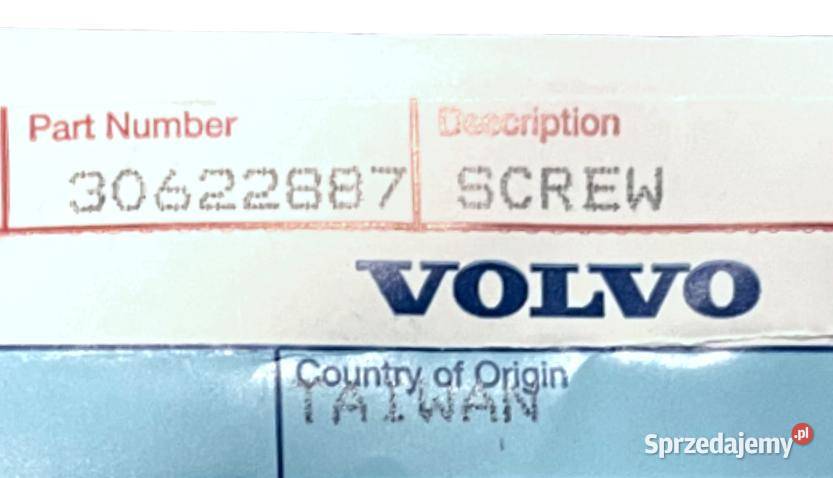 Part Number Description
30622887 SCREW
VOLVO
Country of Origin
TAIWAN
Sprzedajemy.pl